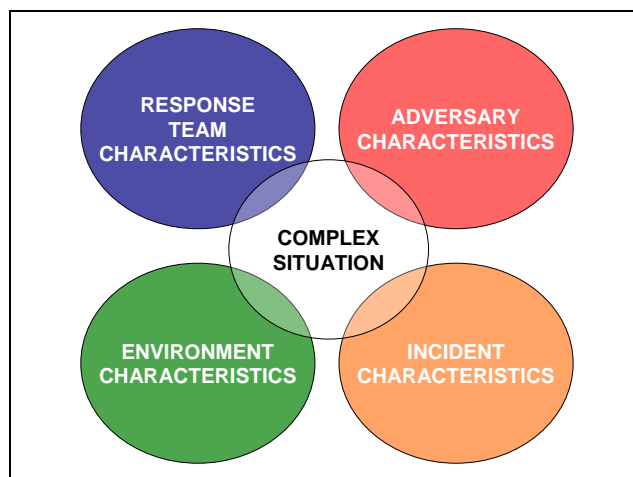 RESPONSE
TEAM
CHARACTERISTICS
ADVERSARY
CHARACTERISTICS
COMPLEX
SITUATION
ENVIRONMENT
CHARACTERISTICS
INCIDENT
CHARACTERISTICS